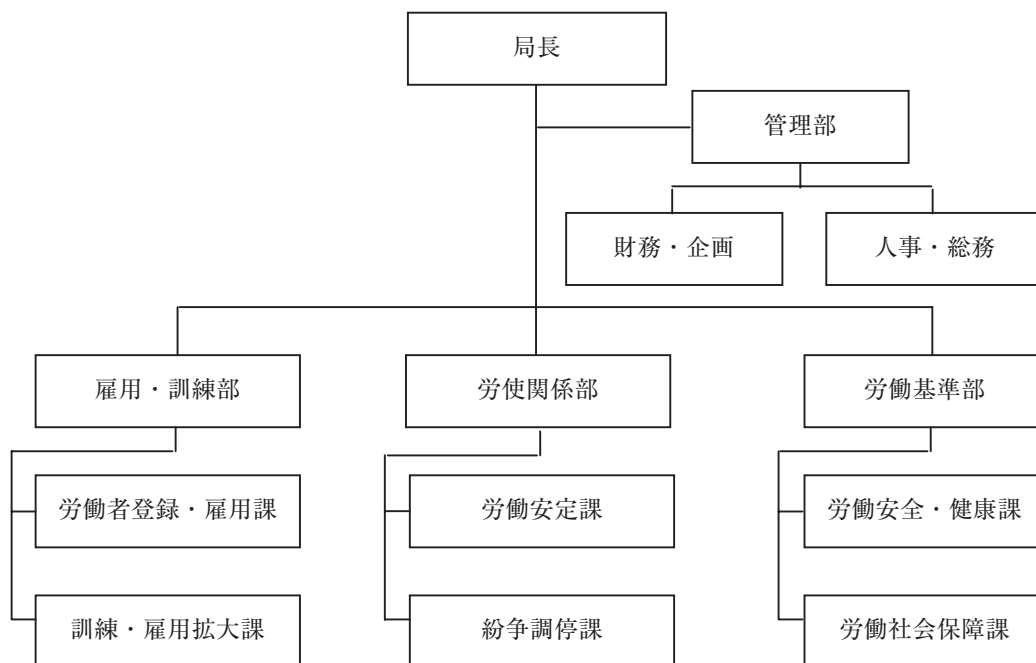 局長
管理部
財務・企画
人事・総務
雇用・訓練部
労使関係部
労働基準部
労働者登録・雇用課
労働安定課
労働安全・健康課
訓練・雇用拡大課
紛争調停課
労働社会保障課